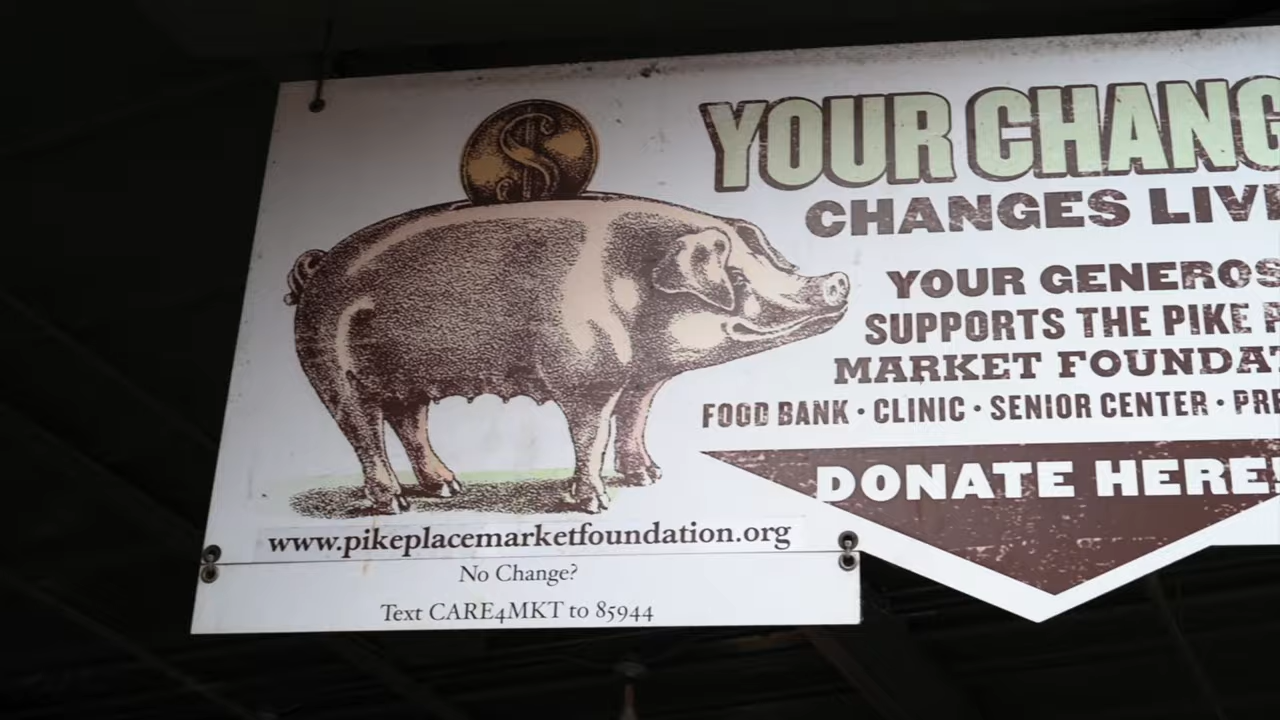 YOUR CHANG
CHANGES LIV
YOUR GENEROS
SUPPORTS THE PIKE
MARKET FOUNDAT
FOOD BANK · CLINIC · SENIOR CENTER · PRE
DONATE HERE!
www.pikeplacemarketfoundation.org
No Change?
Text CARE4MKT to 85944